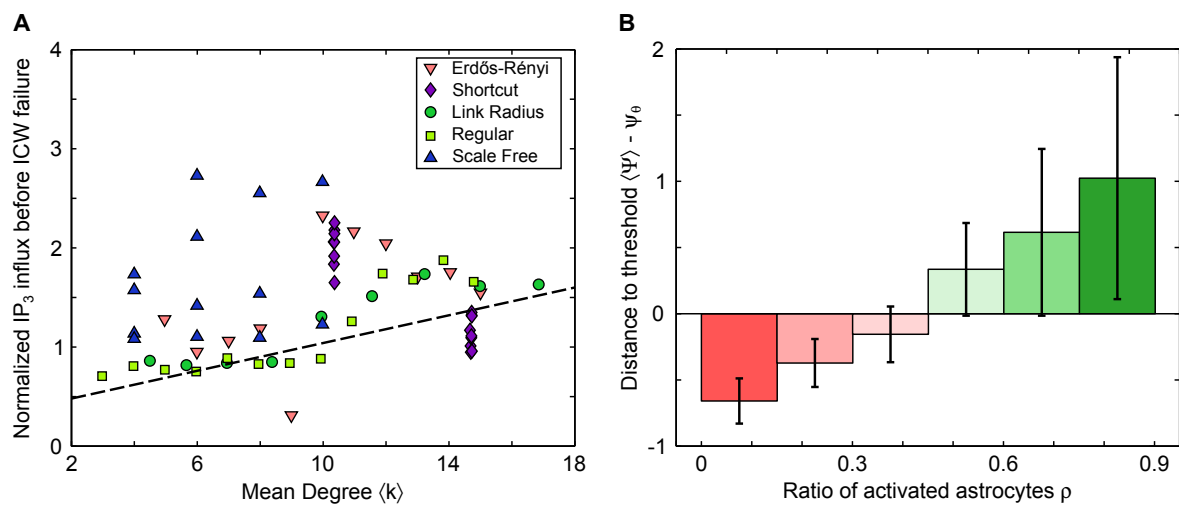 A
Normalized IP3 influx before ICW failure
4
3
2
1
0
2
6
10
14
18
Mean Degree ⟨k⟩
Erdős-Rényi
Shortcut
Link Radius
Regular
Scale Free
B
Distance to threshold ⟨Ψ⟩ - ψθ
2
1
0
-1
0
0.3
0.6
0.9
Ratio of activated astrocytes ρ